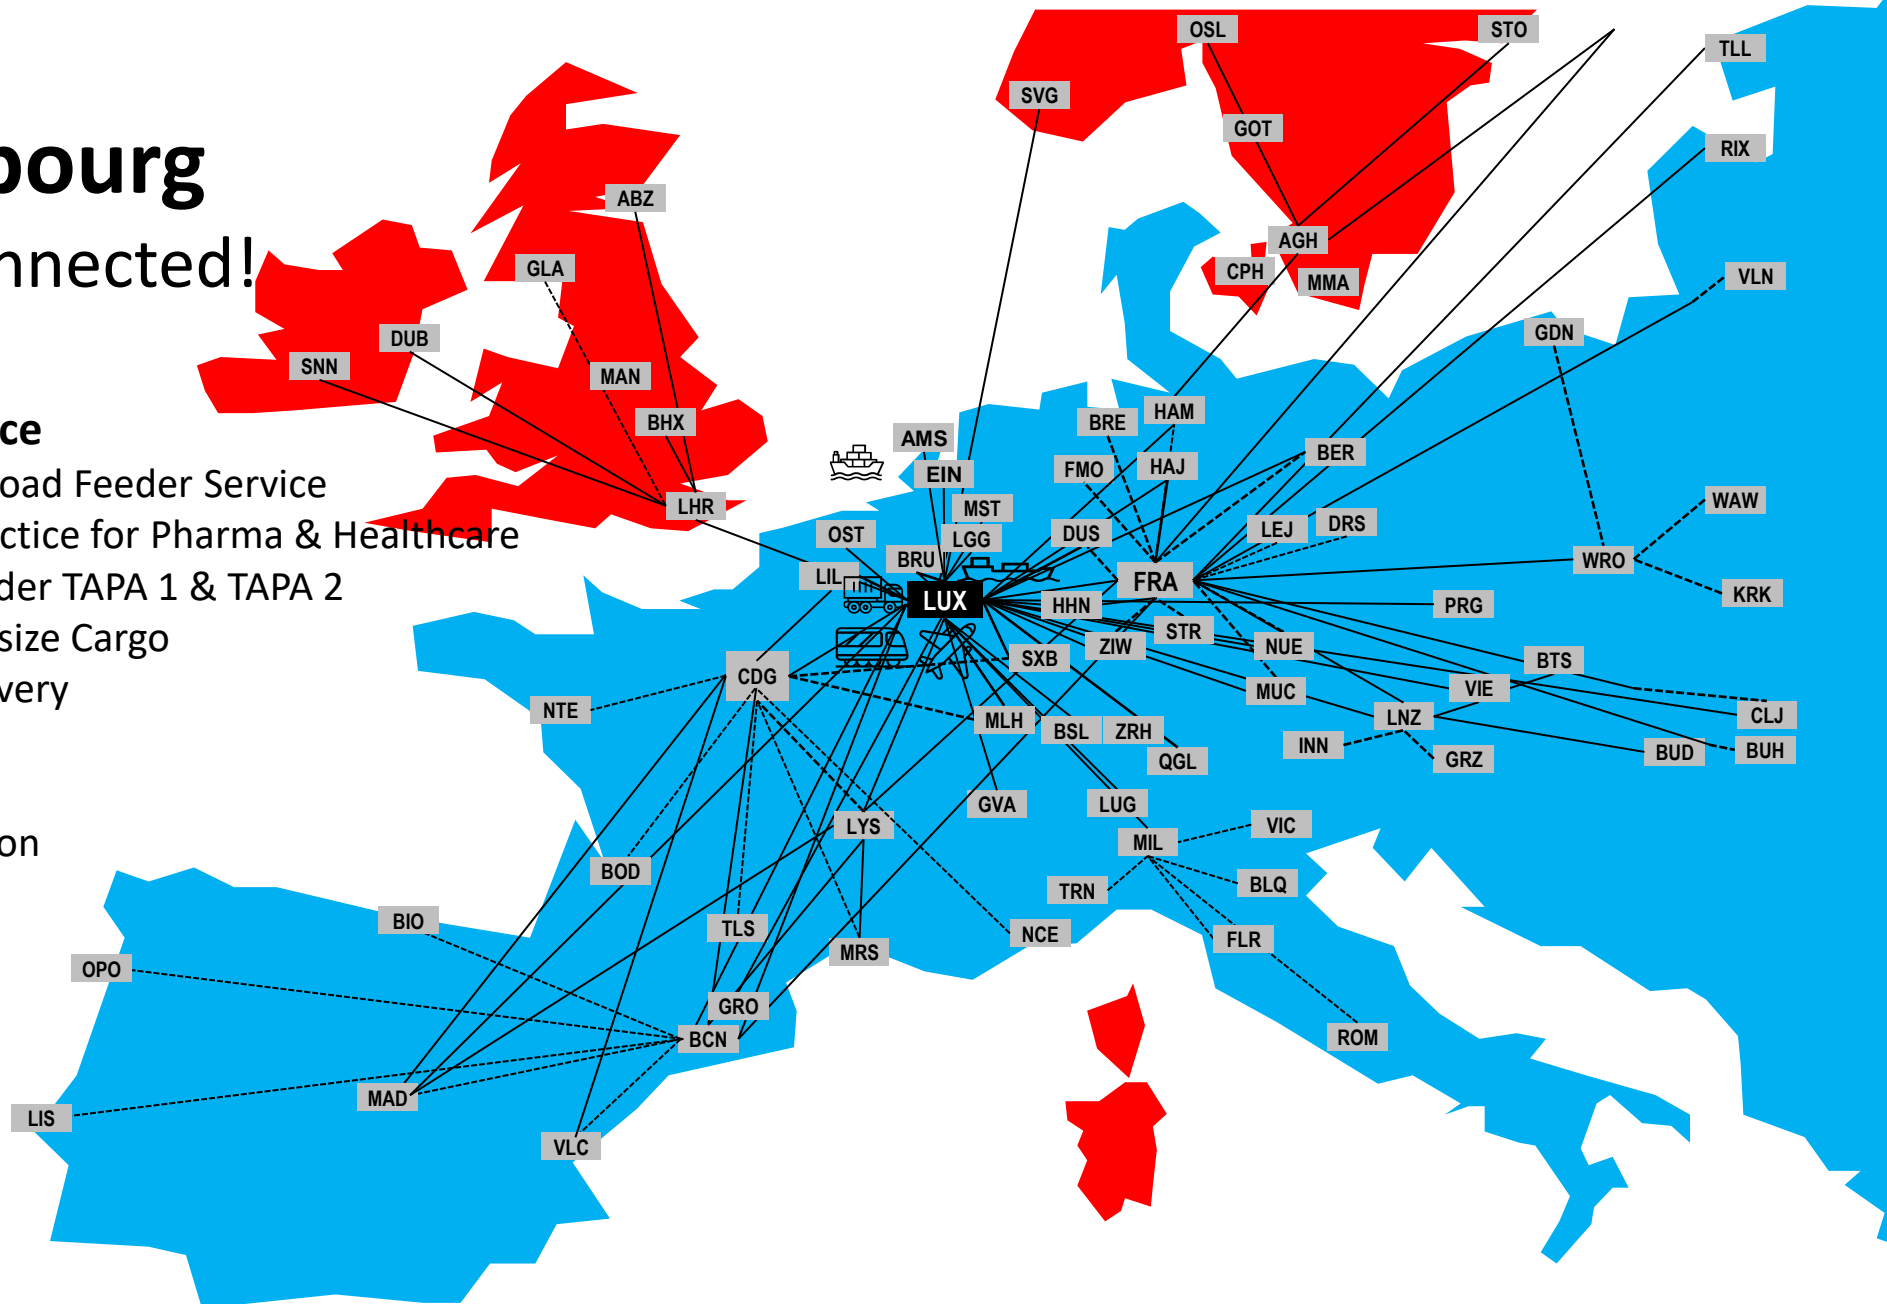 bourg
nnected!
ce
oad Feeder Service
ctice for Pharma & Healthcare
der TAPA 1 & TAPA 2
size Cargo
very
on
OSL
STO
TLL
SVG
GOT
RIX
ABZ
AGH
GLA
CPH
MMA
VLN
DUB
GDN
SNN
MAN
BHX
BRE
HAM
AMS
BER
EIN
FMO
HAJ
LHR
MST
WAW
OST
LGG
DUS
LEJ
DRS
BRU
WRO
LIL
FRA
LUX
HHN
PRG
KRK
STR
ZIW
NUE
SXB
BTS
CDG
MUC
VIE
NTE
MLH
BSL
ZRH
LNZ
CLJ
INN
GRZ
BUD
BUH
QGL
GVA
LUG
LYS
VIC
MIL
BOD
TRN
BLQ
BIO
TLS
NCE
FLR
MRS
OPO
GRO
BCN
ROM
MAD
LIS
VLC